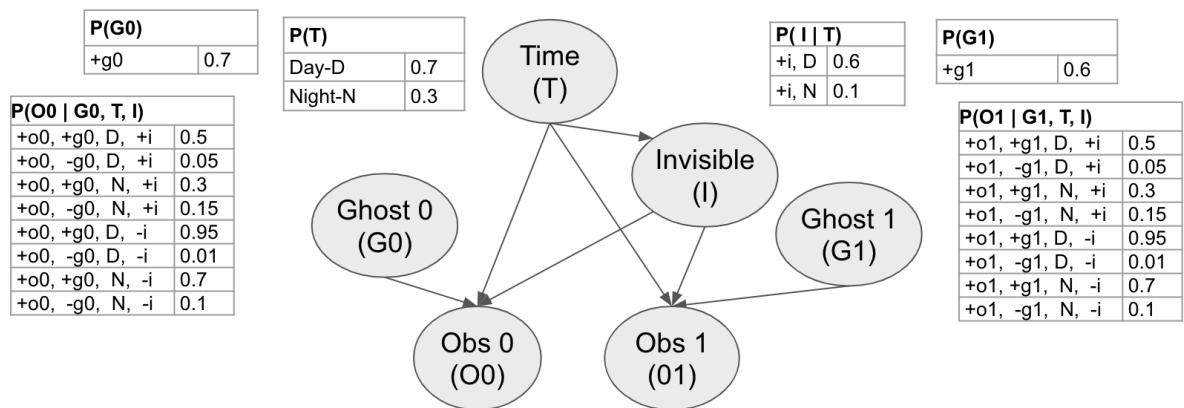 P(G0)
+g0 0.7
P(T)
Day-D 0.7
Night-N 0.3
Time
(T)
P( I | T)
+i, D 0.6
+i, N 0.1
P(G1)
+g1 0.6
P(O0 | G0, T, I)
+o0, +g0, D, +i 0.5
+o0, -g0, D, +i 0.05
+o0, +g0, N, +i 0.3
+o0, -g0, N, +i 0.15
+o0, +g0, D, -i 0.95
+o0, -g0, D, -i 0.01
+o0, +g0, N, -i 0.7
+o0, -g0, N, -i 0.1
Invisible
(I)
Ghost 0
(G0)
Ghost 1
(G1)
P(O1 | G1, T, I)
+o1, +g1, D, +i 0.5
+o1, -g1, D, +i 0.05
+o1, +g1, N, +i 0.3
+o1, -g1, N, +i 0.15
+o1, +g1, D, -i 0.95
+o1, -g1, D, -i 0.01
+o1, +g1, N, -i 0.7
+o1, -g1, N, -i 0.1
Obs 0
(O0)
Obs 1
(01)